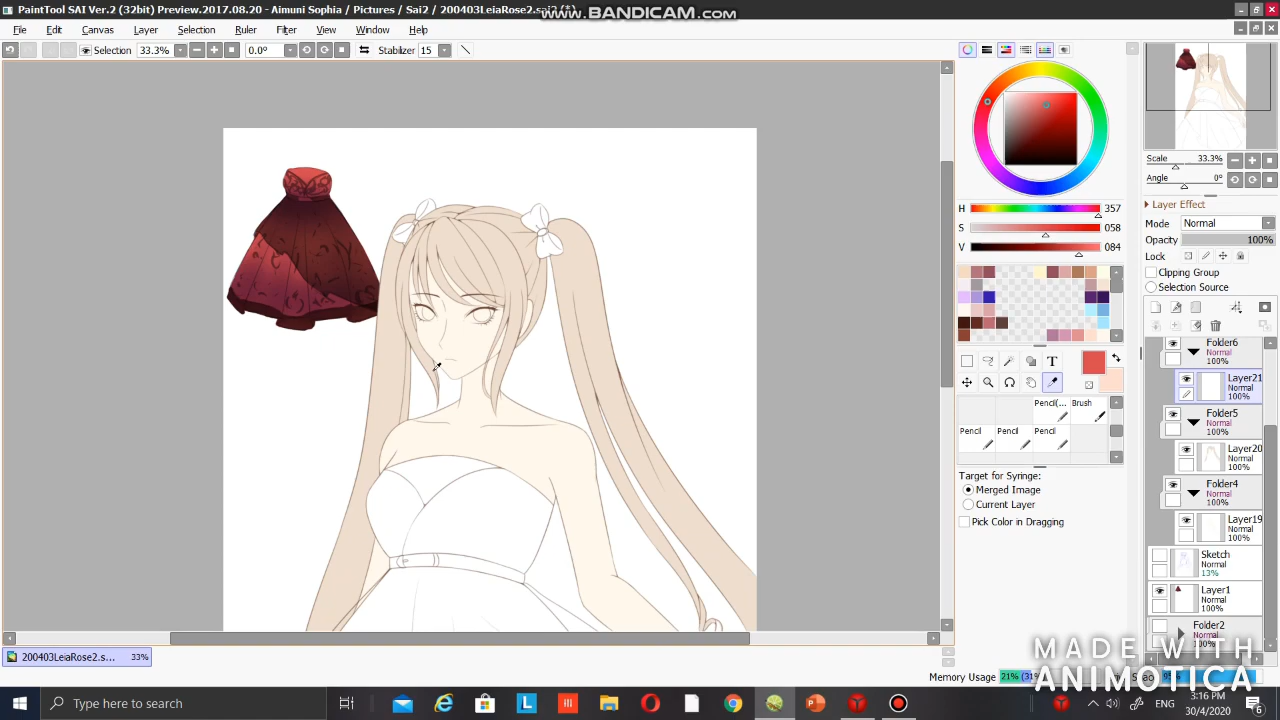 PaintTool SAI Ver.2 (32bit) Preview.2017.08.20 - Aimuni Sophia / Pictures / Sai2 / 200403LeiaRose2.sai2 (*)
www.BANDICAM.com
File Edit Canvas Layer Selection Ruler Filter View Window Help
Selection 33.3% 0.0° Stabilizer 15
Scale 33.3%
Angle 0°
Layer Effect
Mode Normal
Opacity 100%
Lock
Clipping Group
Selection Source
H 357
S 058
V 084
T
Pencil(... Brush
Pencil Pencil Pencil
Target for Syringe:
Merged Image
Current Layer
Pick Color in Dragging
Folder6
Normal
100%
Layer21
Normal
100%
Folder5
Normal
100%
Layer20
Normal
100%
Folder4
Normal
100%
Layer19
Normal
100%
Sketch
Normal
13%
Layer1
Normal
100%
Folder2
Normal
100%
200403LeiaRose2.s... 33%
MADE WITH
ANIMOTICA
Memory Usage 21%
Type here to search
ENG
3:16 PM
30/4/2020
6